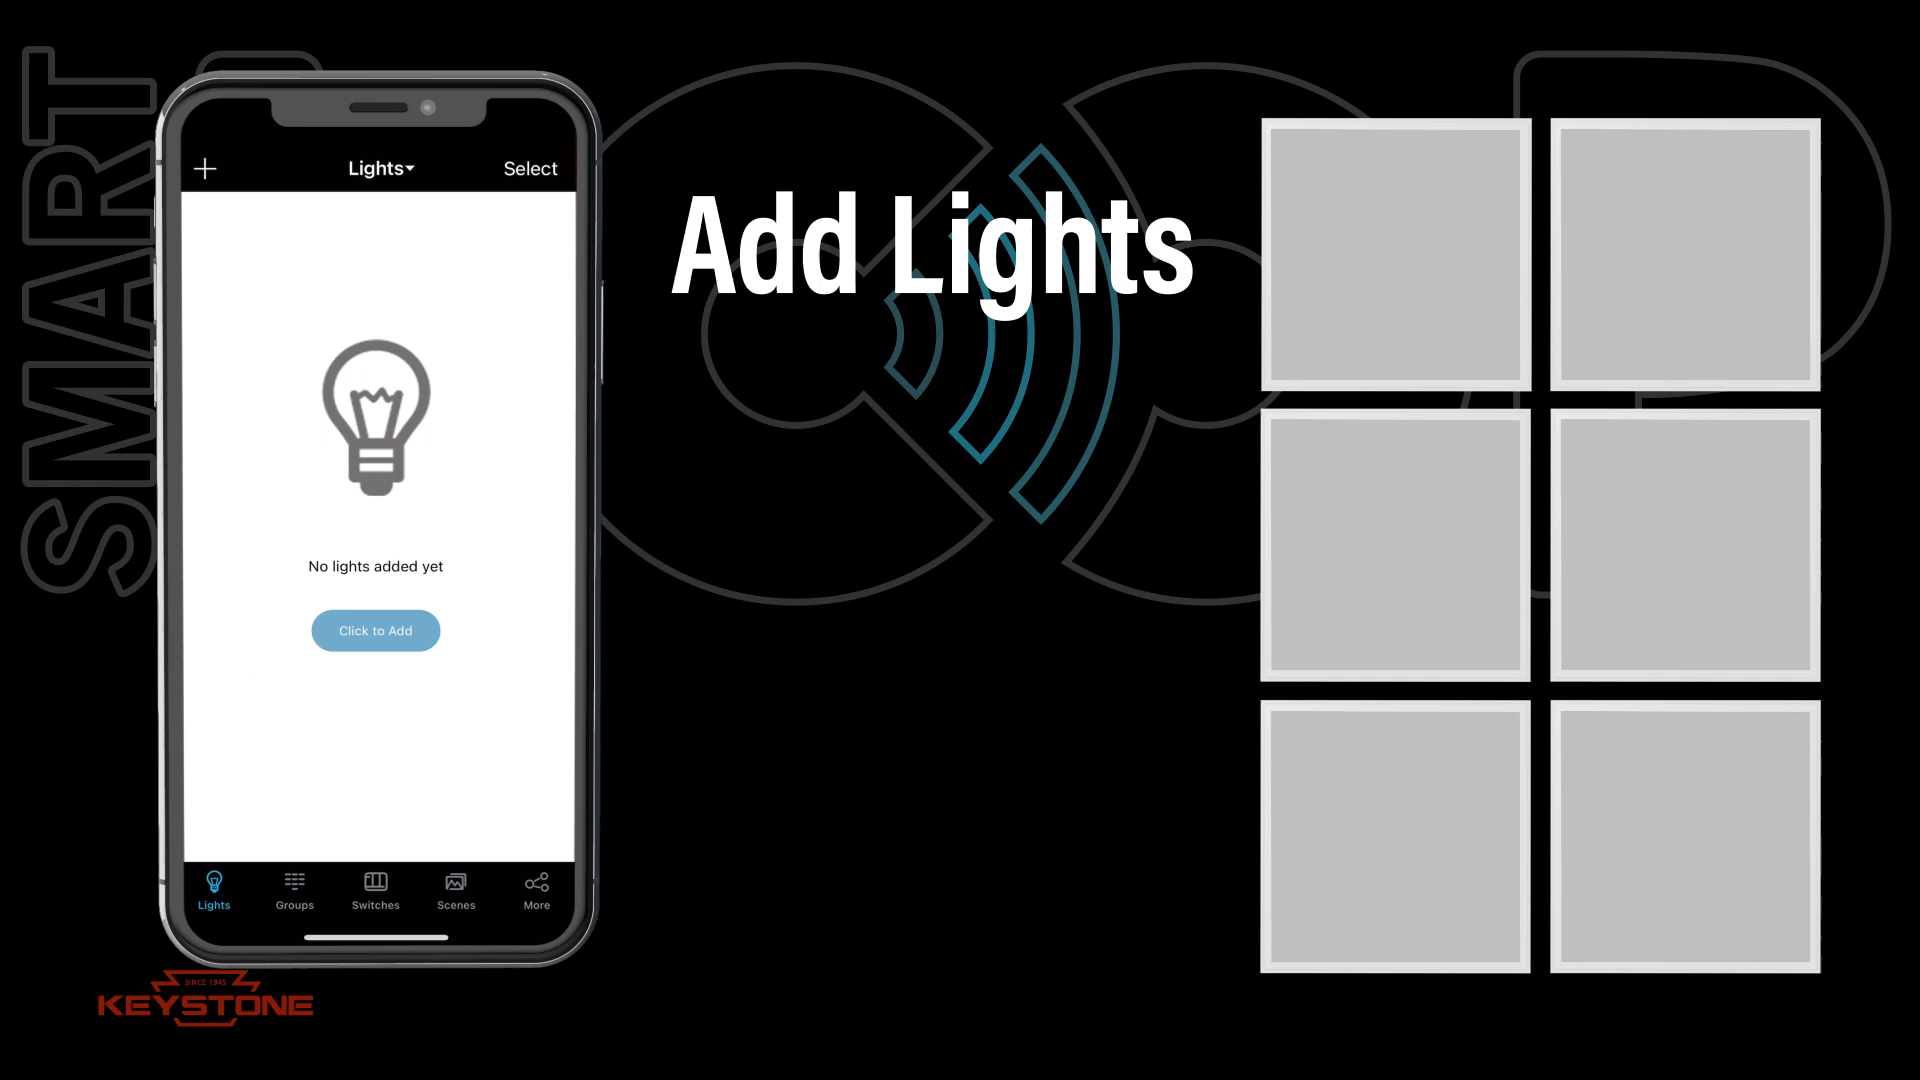 SMART
Lights
Select
Add Lights
No lights added yet
Click to Add
Lights
Groups
Switches
Scenes
More
SINCE 1945
KEYSTONE